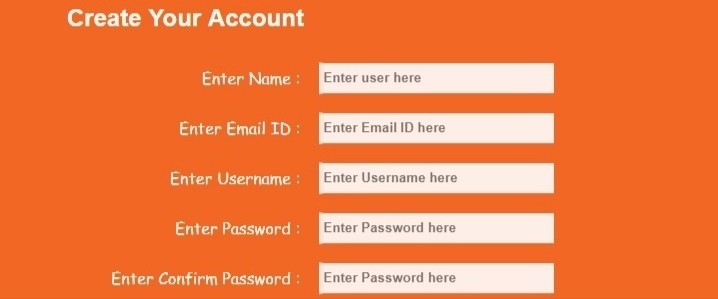 Create Your Account
Enter Name : Enter user here
Enter Email ID : Enter Email ID here
Enter Username : Enter Username here
Enter Password : Enter Password here
Enter Confirm Password : Enter Password here